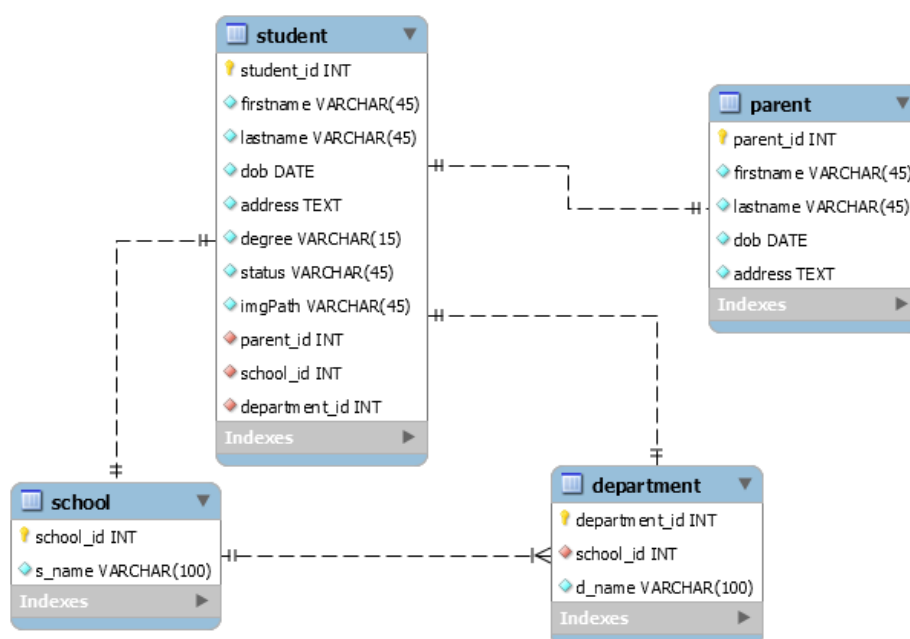 student
student_id INT
firstname VARCHAR(45)
lastname VARCHAR(45)
dob DATE
address TEXT
degree VARCHAR(15)
status VARCHAR(45)
imgPath VARCHAR(45)
parent_id INT
school_id INT
department_id INT
Indexes
parent
parent_id INT
firstname VARCHAR(45)
lastname VARCHAR(45)
dob DATE
address TEXT
Indexes
school
school_id INT
s_name VARCHAR(100)
Indexes
department
department_id INT
school_id INT
d_name VARCHAR(100)
Indexes